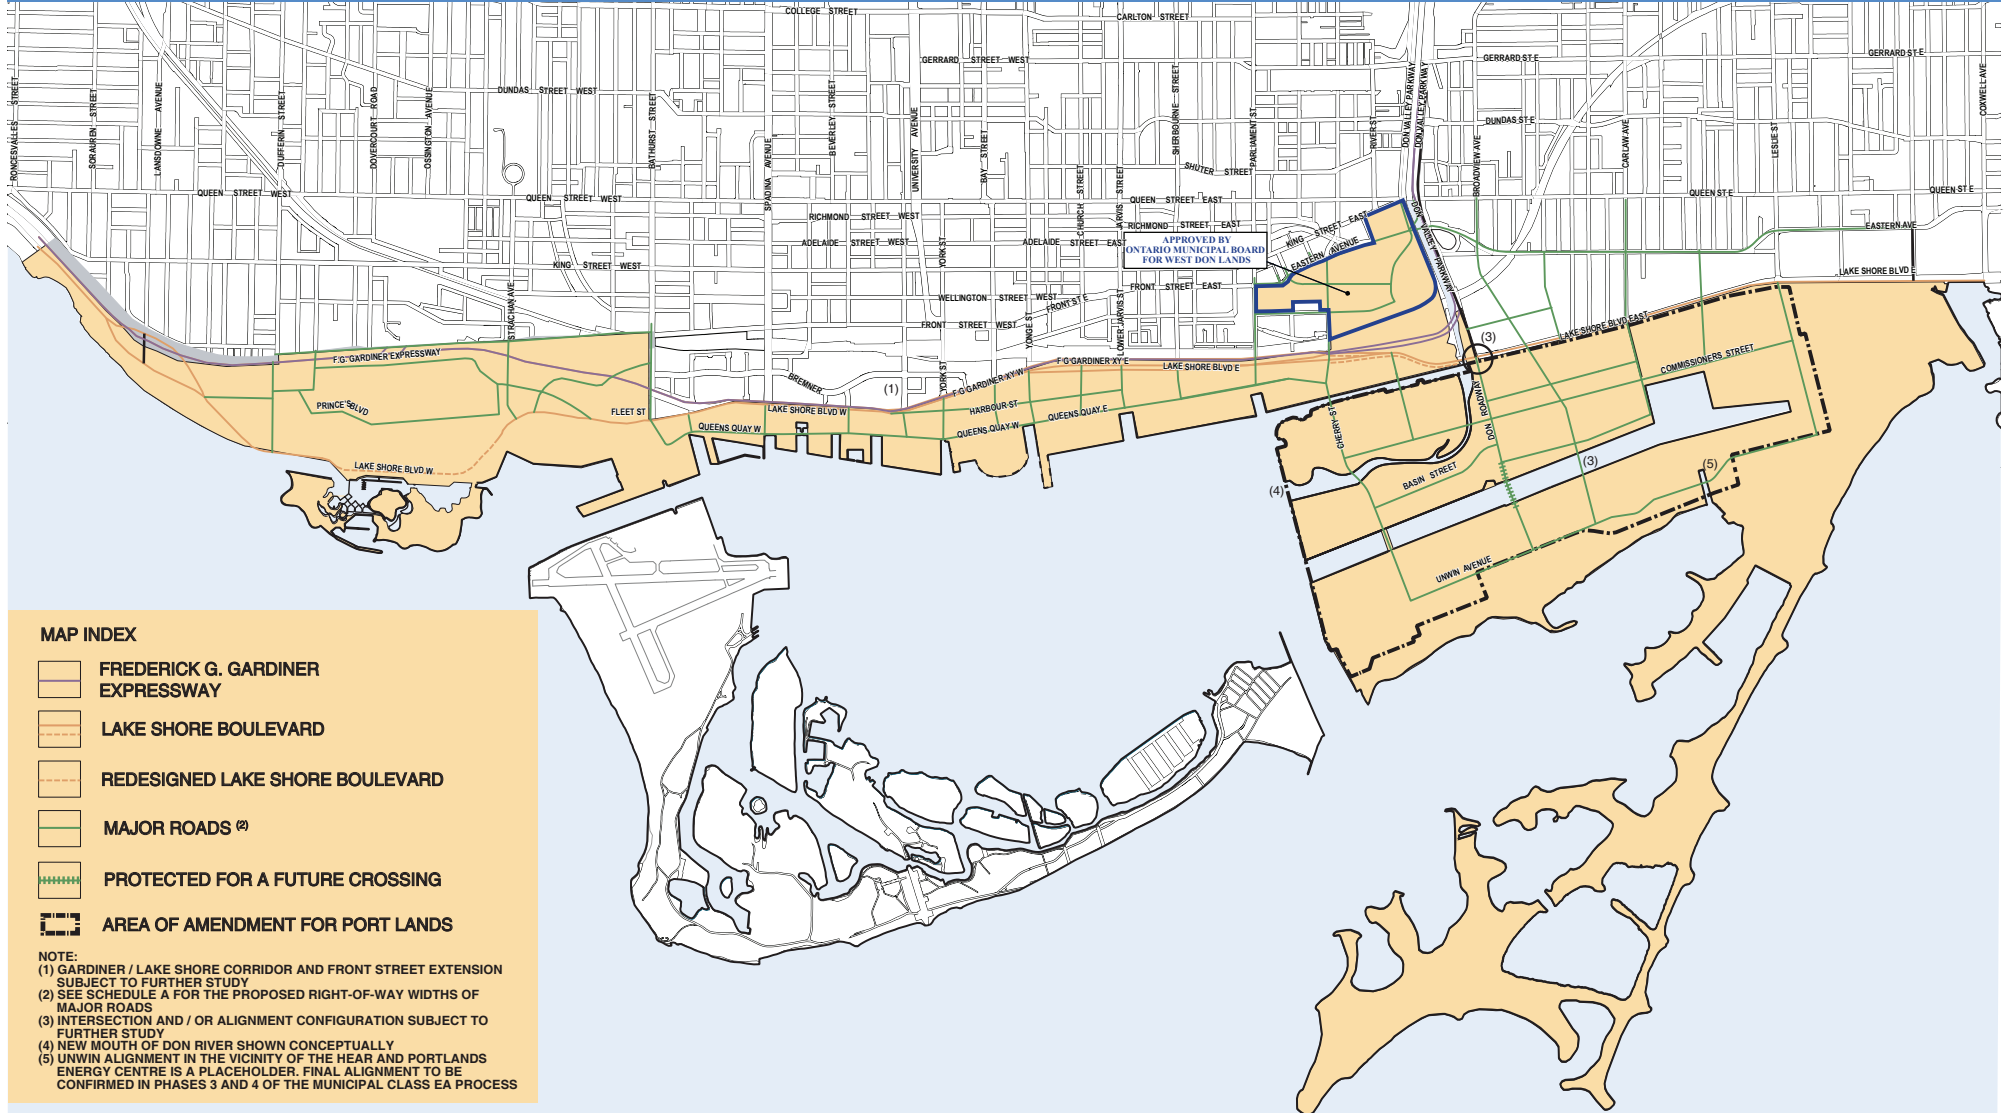 COLLEGE STREET
CARLTON STREET
GERRARD STREET WEST
GERRARD ST E
GERRARD ST E
DUNDAS STREET WEST
DUNDAS ST E
RONCESVALLES STREET
SORAUREN STREET
LANSDOWNE AVENUE
DUFFERIN STREET
DOVERCOURT ROAD
OSSINGTON AVENUE
BATHURST STREET
SPADINA AVENUE
BEVERLEY STREET
UNIVERSITY AVENUE
BAY STREET
CHURCH STREET
JARVIS STREET
SHERBOURNE STREET
PARLIAMENT ST
RIVER ST
DON VALLEY PARKWAY
DON VALLEY PARKWAY
BROADVIEW AVE
CARLAW AVE
LESLIE ST
COXWELL AVE
SHUTER STREET
QUEEN STREET WEST
QUEEN STREET WEST
QUEEN STREET EAST
QUEEN ST E
QUEEN ST E
RICHMOND STREET WEST
RICHMOND STREET EAST
ADELAIDE STREET WEST
ADELAIDE STREET EAST
KING STREET WEST
KING STREET EAST
EASTERN AVENUE
EASTERN AVE
DON VALLEY PARKWAY
APPROVED BY
ONTARIO MUNICIPAL BOARD
FOR WEST DON LANDS
YORK ST
STRACHAN AVE
WELLINGTON STREET WEST
FRONT ST E
FRONT STREET EAST
FRONT STREET WEST
YONGE ST
LOWER JARVIS ST
LAKE SHORE BLVD E
LAKE SHORE BLVD EAST
F.G. GARDINER EXPRESSWAY
F G GARDINER XY E
F G GARDINER XY W
LAKE SHORE BLVD E
BREMNER
(1)
YORK ST
(3)
COMMISSIONERS STREET
PRINCE'S BLVD
FLEET ST
LAKE SHORE BLVD W
HARBOUR ST
QUEENS QUAY E
QUEENS QUAY W
QUEENS QUAY W
CHERRY ST
DON ROADWAY
LAKE SHORE BLVD W
BASIN STREET
(3)
(5)
(4)
UNWIN AVENUE
MAP INDEX
FREDERICK G. GARDINER
EXPRESSWAY
LAKE SHORE BOULEVARD
REDESIGNED LAKE SHORE BOULEVARD
MAJOR ROADS (2)
PROTECTED FOR A FUTURE CROSSING
AREA OF AMENDMENT FOR PORT LANDS
NOTE:
(1) GARDINER / LAKE SHORE CORRIDOR AND FRONT STREET EXTENSION
SUBJECT TO FURTHER STUDY
(2) SEE SCHEDULE A FOR THE PROPOSED RIGHT-OF-WAY WIDTHS OF
MAJOR ROADS
(3) INTERSECTION AND / OR ALIGNMENT CONFIGURATION SUBJECT TO
FURTHER STUDY
(4) NEW MOUTH OF DON RIVER SHOWN CONCEPTUALLY
(5) UNWIN ALIGNMENT IN THE VICINITY OF THE HEAR AND PORTLANDS
ENERGY CENTRE IS A PLACEHOLDER. FINAL ALIGNMENT TO BE
CONFIRMED IN PHASES 3 AND 4 OF THE MUNICIPAL CLASS EA PROCESS